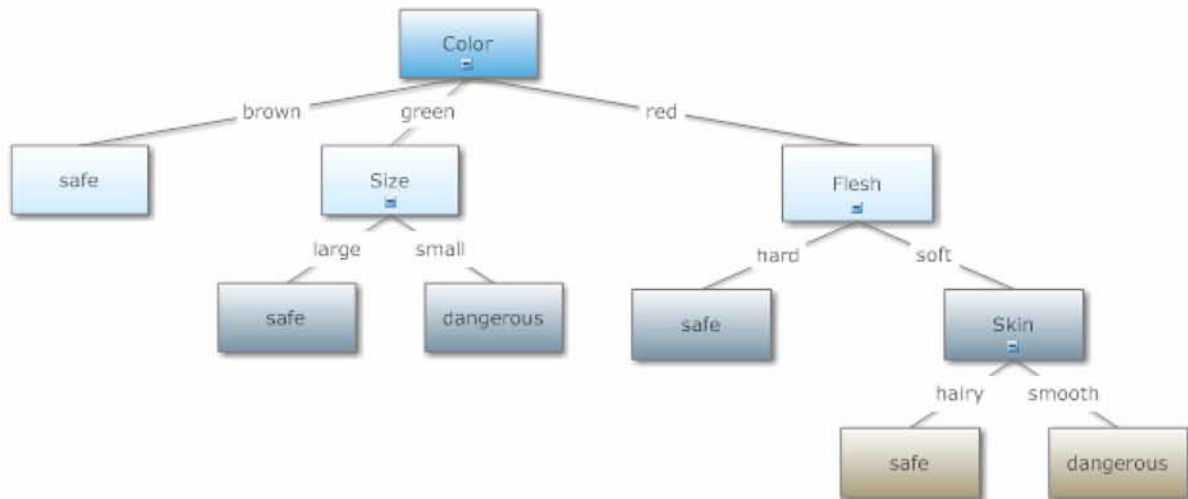 Color
brown
green
red
safe
Size
Flesh
large
small
hard
soft
safe
dangerous
safe
Skin
hairy
smooth
safe
dangerous